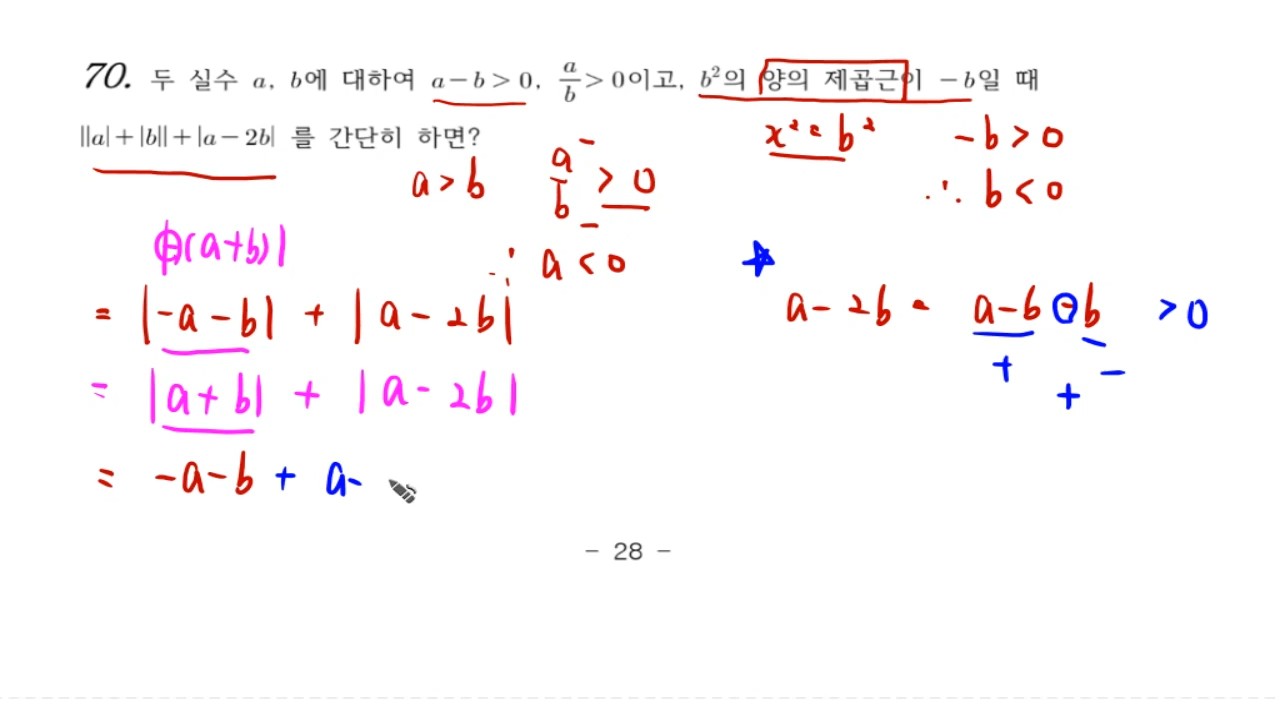 70. 두 실수 a, b에 대하여 a−b>0, a/b>0이고, b²의 양의 제곱근이 −b일 때
||a|+|b||+|a−2b| 를 간단히 하면?
x² = b²
−b > 0
a > b
a/b > 0
− −
∴ b < 0
|−(a+b)|
∴ a < 0
= |−a−b| + |a−2b|
a−2b = a−b−b > 0
+ − +
= |a+b| + |a−2b|
= −a−b + a−
− 28 −